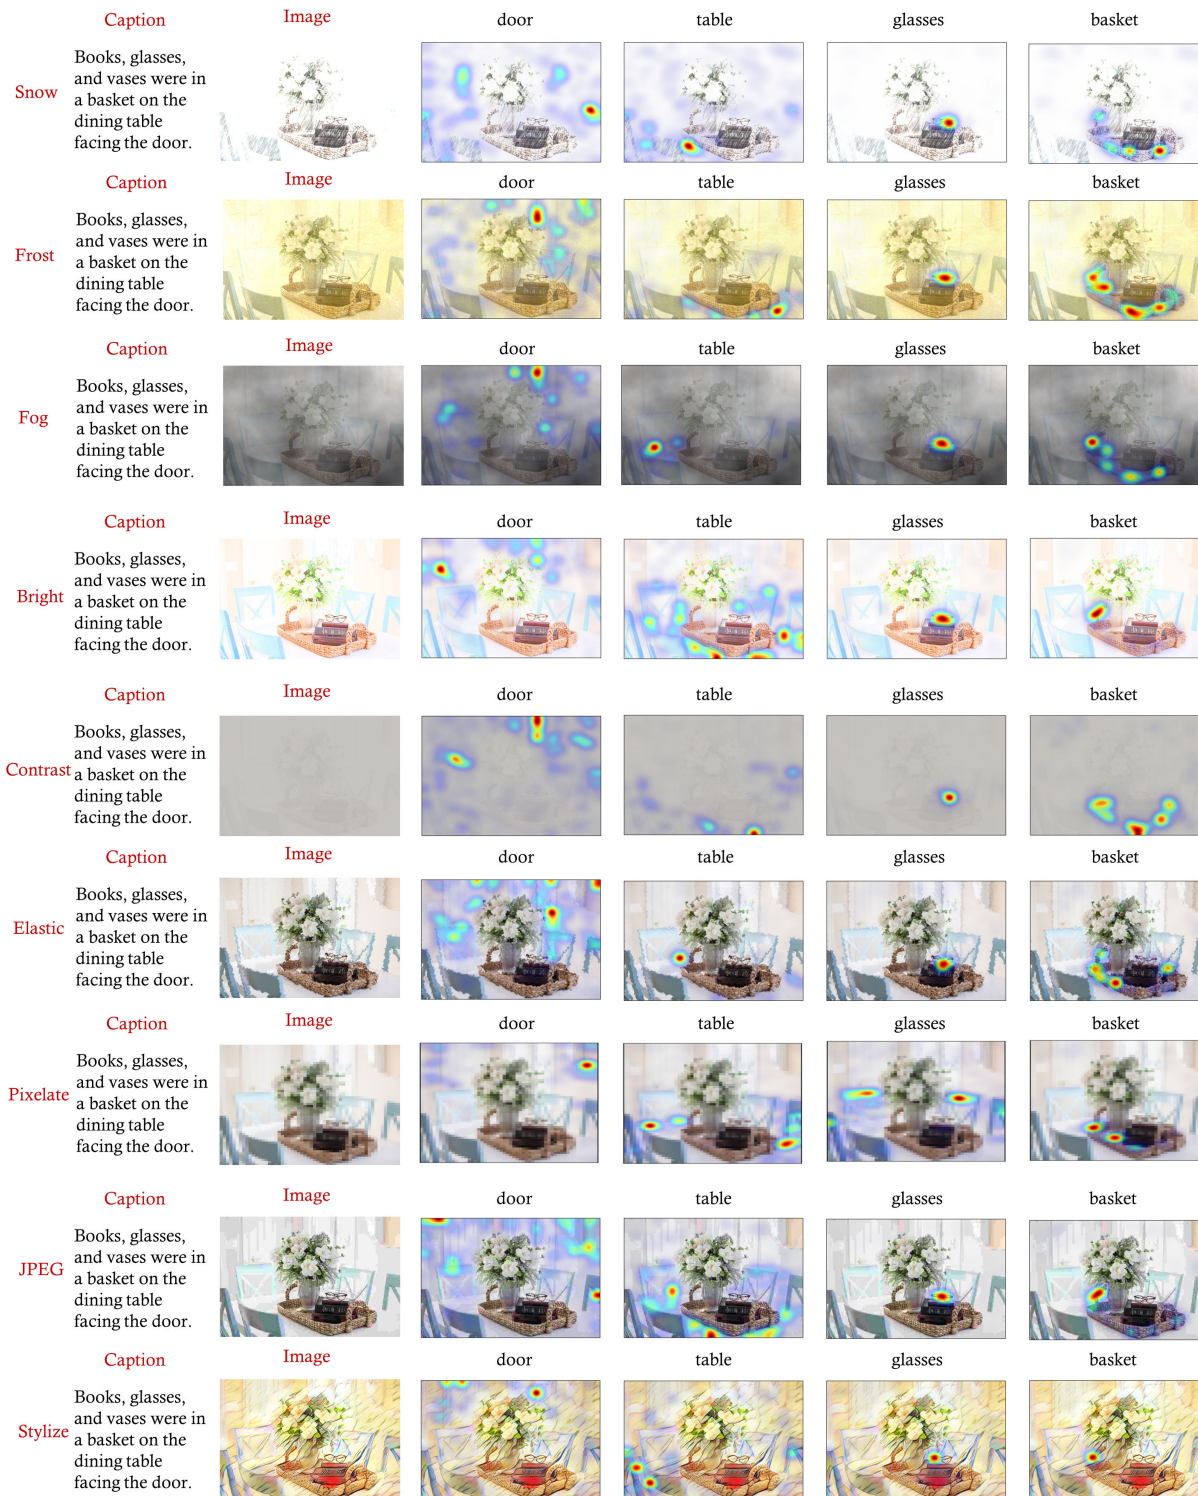 Caption Image door table glasses basket
Snow
Books, glasses,
and vases were in
a basket on the
dining table
facing the door.
Caption Image door table glasses basket
Frost
Books, glasses,
and vases were in
a basket on the
dining table
facing the door.
Caption Image door table glasses basket
Fog
Books, glasses,
and vases were in
a basket on the
dining table
facing the door.
Caption Image door table glasses basket
Bright
Books, glasses,
and vases were in
a basket on the
dining table
facing the door.
Caption Image door table glasses basket
Contrast
Books, glasses,
and vases were in
a basket on the
dining table
facing the door.
Caption Image door table glasses basket
Elastic
Books, glasses,
and vases were in
a basket on the
dining table
facing the door.
Caption Image door table glasses basket
Pixelate
Books, glasses,
and vases were in
a basket on the
dining table
facing the door.
Caption Image door table glasses basket
JPEG
Books, glasses,
and vases were in
a basket on the
dining table
facing the door.
Caption Image door table glasses basket
Stylize
Books, glasses,
and vases were in
a basket on the
dining table
facing the door.